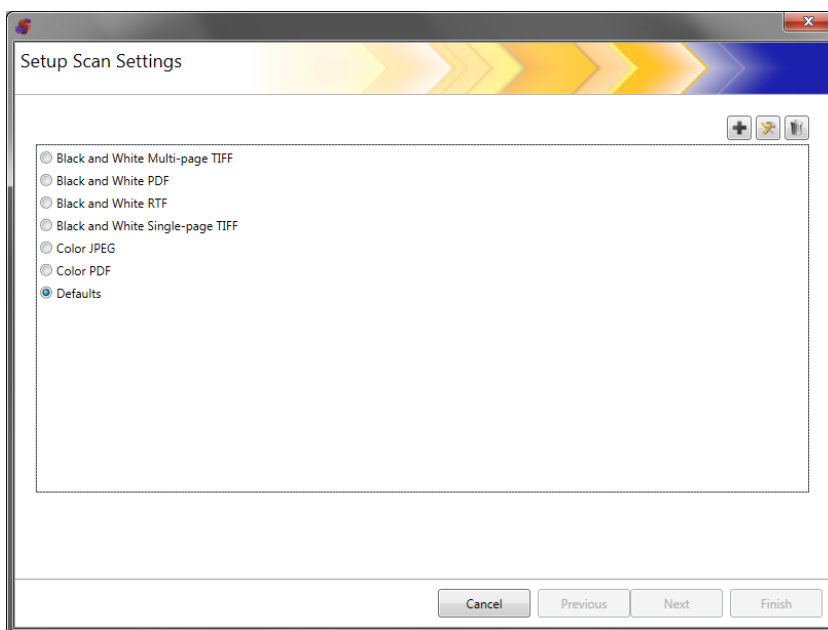 Setup Scan Settings
Black and White Multi-page TIFF
Black and White PDF
Black and White RTF
Black and White Single-page TIFF
Color JPEG
Color PDF
Defaults
Cancel Previous Next Finish